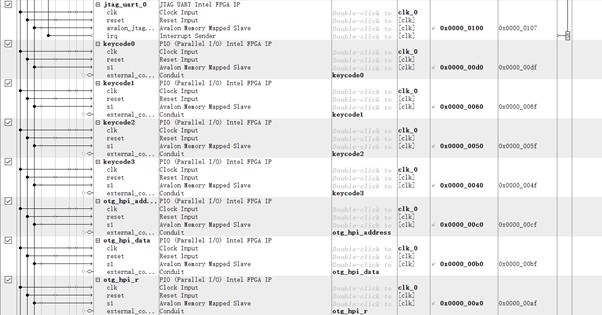 jtag_uart_0 JTAG UART Intel FPGA IP
clk Clock Input Double-click to clk_0
reset Reset Input Double-click to [clk]
avalon_jtag... Avalon Memory Mapped Slave Double-click to [clk] 0x0000_0100 0x0000_0107
irq Interrupt Sender Double-click to [clk]
keycode0 PIO (Parallel I/O) Intel FPGA IP
clk Clock Input Double-click to clk_0
reset Reset Input Double-click to [clk]
s1 Avalon Memory Mapped Slave Double-click to [clk] 0x0000_00d0 0x0000_00df
external_co... Conduit keycode0
keycode1 PIO (Parallel I/O) Intel FPGA IP
clk Clock Input Double-click to clk_0
reset Reset Input Double-click to [clk]
s1 Avalon Memory Mapped Slave Double-click to [clk] 0x0000_0060 0x0000_006f
external_co... Conduit keycode1
keycode2 PIO (Parallel I/O) Intel FPGA IP
clk Clock Input Double-click to clk_0
reset Reset Input Double-click to [clk]
s1 Avalon Memory Mapped Slave Double-click to [clk] 0x0000_0050 0x0000_005f
external_co... Conduit keycode2
keycode3 PIO (Parallel I/O) Intel FPGA IP
clk Clock Input Double-click to clk_0
reset Reset Input Double-click to [clk]
s1 Avalon Memory Mapped Slave Double-click to [clk] 0x0000_0040 0x0000_004f
external_co... Conduit keycode3
otg_hpi_add... PIO (Parallel I/O) Intel FPGA IP
clk Clock Input Double-click to clk_0
reset Reset Input Double-click to [clk]
s1 Avalon Memory Mapped Slave Double-click to [clk] 0x0000_00c0 0x0000_00cf
external_co... Conduit otg_hpi_address
otg_hpi_data PIO (Parallel I/O) Intel FPGA IP
clk Clock Input Double-click to clk_0
reset Reset Input Double-click to [clk]
s1 Avalon Memory Mapped Slave Double-click to [clk] 0x0000_00b0 0x0000_00bf
external_co... Conduit otg_hpi_data
otg_hpi_r PIO (Parallel I/O) Intel FPGA IP
clk Clock Input Double-click to clk_0
reset Reset Input Double-click to [clk]
s1 Avalon Memory Mapped Slave Double-click to [clk] 0x0000_00a0 0x0000_00af
external_co... Conduit otg_hpi_r